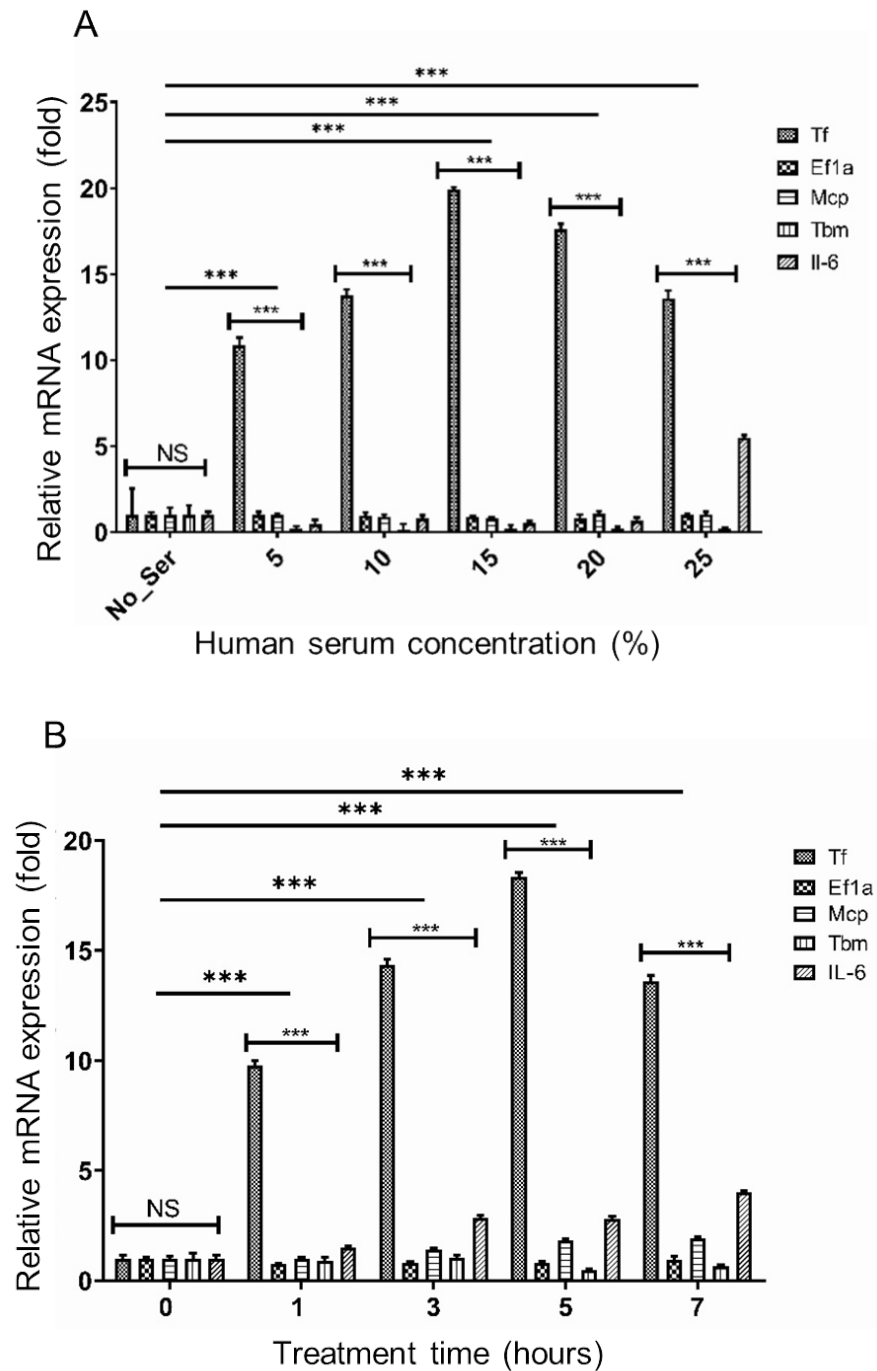 A
***
***
***
***
***
***
***
***
***
NS
25
20
15
10
5
0
Relative mRNA expression (fold)
Tf
Ef1a
Mcp
Tbm
Il-6
No_Ser
5
10
15
20
25
Human serum concentration (%)
B
***
***
***
***
***
***
***
***
NS
20
15
10
5
0
Relative mRNA expression (fold)
Tf
Ef1a
Mcp
Tbm
IL-6
0
1
3
5
7
Treatment time (hours)